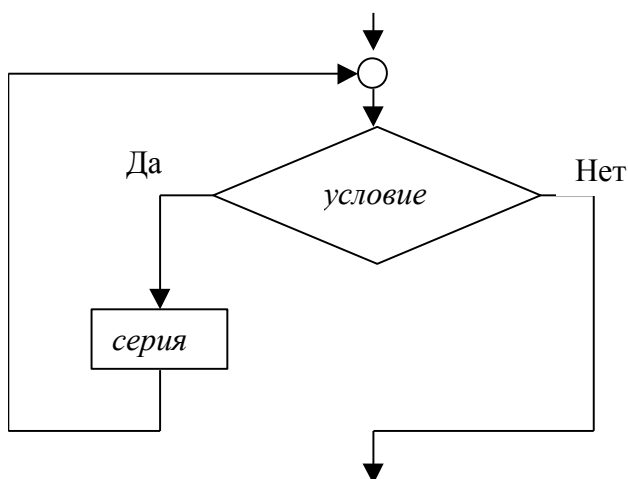 Да
Нет
условие
серия